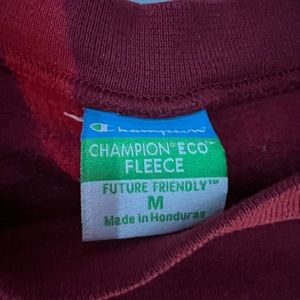 Champion
CHAMPION® ECO™
FLEECE
FUTURE FRIENDLY™
M
Made in Honduras